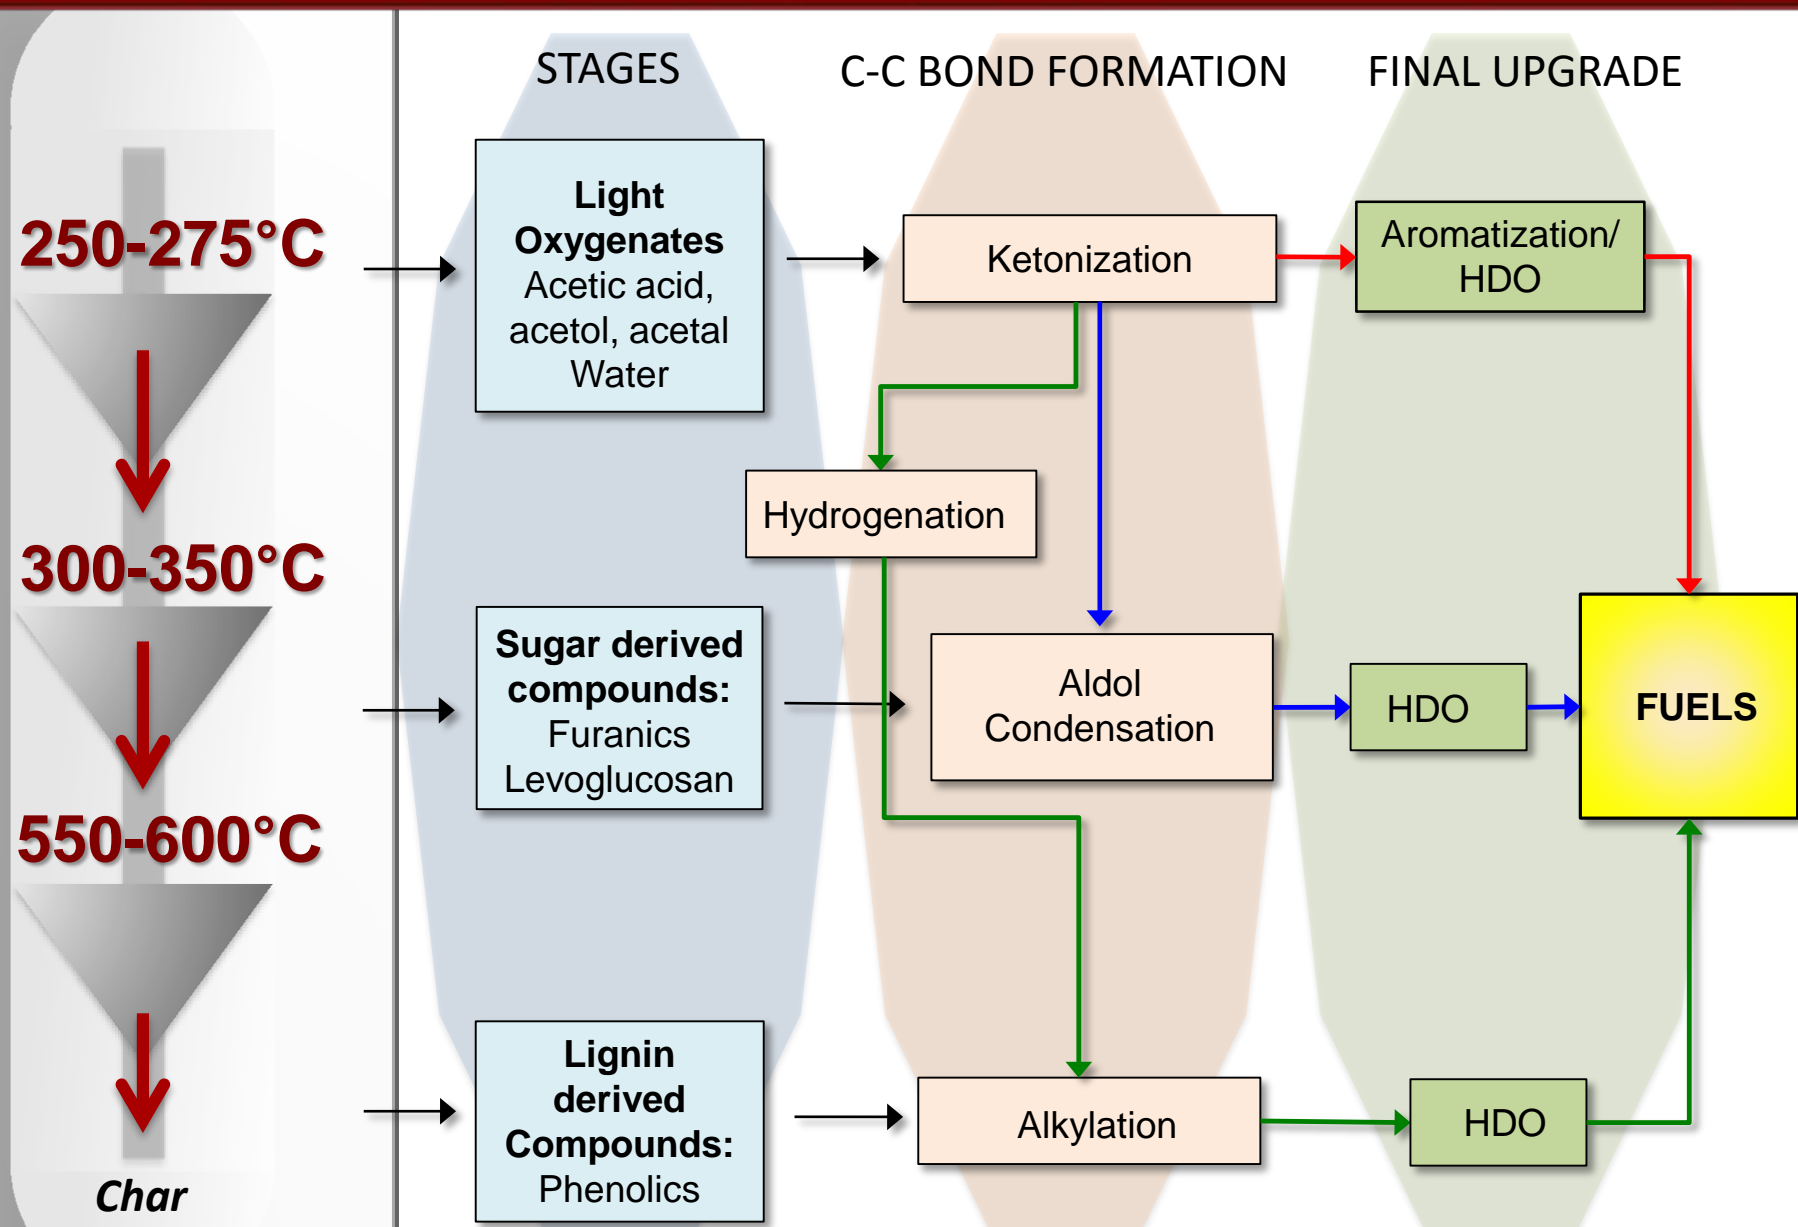 STAGES
C-C BOND FORMATION
FINAL UPGRADE
250-275°C
Light
Oxygenates
Acetic acid,
acetol, acetal
Water
Ketonization
Aromatization/
HDO
Hydrogenation
300-350°C
Sugar derived
compounds:
Furanics
Levoglucosan
Aldol
Condensation
HDO
FUELS
550-600°C
Lignin
derived
Compounds:
Phenolics
Alkylation
HDO
Char